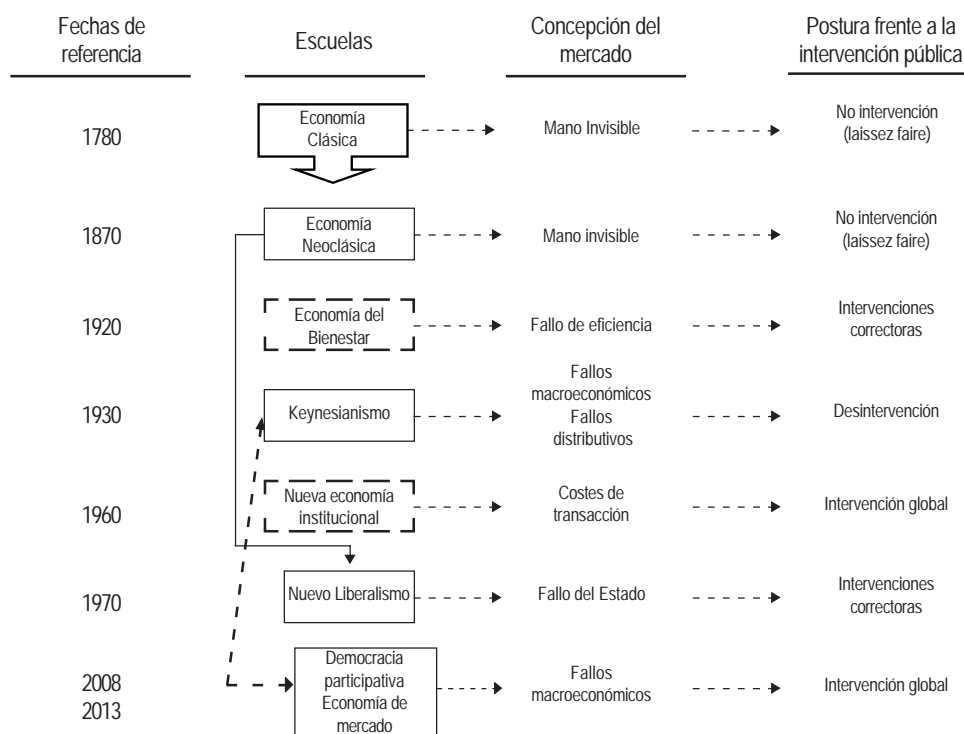 Fechas de
referencia
Escuelas
Concepción del
mercado
Postura frente a la
intervención pública
1780
Economía
Clásica
Mano Invisible
No intervención
(laissez faire)
1870
Economía
Neoclásica
Mano invisible
No intervención
(laissez faire)
1920
Economía del
Bienestar
Fallo de eficiencia
Intervenciones
correctoras
1930
Keynesianismo
Fallos
macroeconómicos
Fallos
distributivos
Desintervención
1960
Nueva economía
institucional
Costes de
transacción
Intervención global
1970
Nuevo Liberalismo
Fallo del Estado
Intervenciones
correctoras
2008
2013
Democracia
participativa
Economía de
mercado
Fallos
macroeconómicos
Intervención global